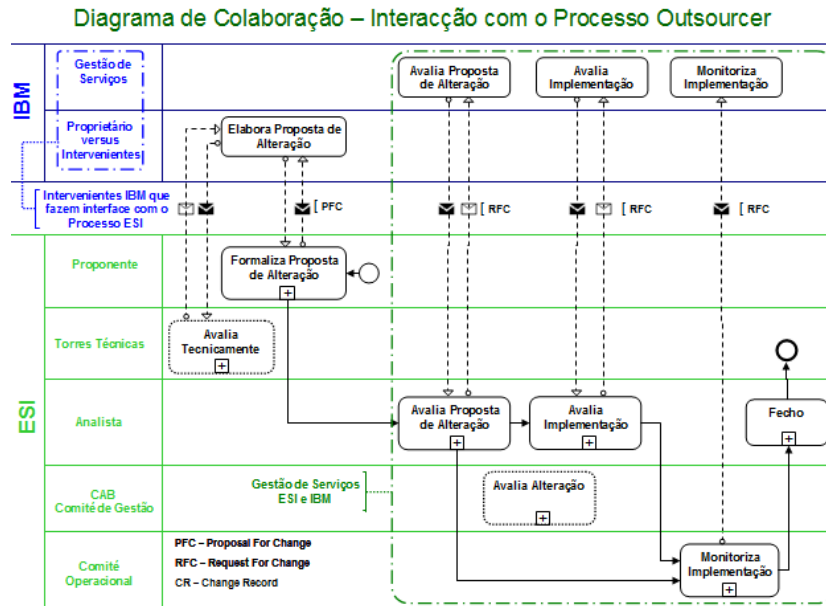 Diagrama de Colaboração – Interacção com o Processo Outsourcer
IBM
Gestão de
Serviços
Avalia Proposta
de Alteração
Avalia
Implementação
Monitoriza
Implementação
Proprietário
versus
Intervenientes
Elabora Proposta de
Alteração
Intervenientes IBM que
fazem interface com o
Processo ESI
[ PFC
[ RFC
[ RFC
[ RFC
ESI
Proponente
Formaliza Proposta
de Alteração
Torres Técnicas
Avalia
Tecnicamente
Analista
Avalia Proposta
de Alteração
Avalia
Implementação
Fecho
CAB
Comité de Gestão
Gestão de Serviços
ESI e IBM
Avalia Alteração
Comité
Operacional
PFC – Proposal For Change
RFC – Request For Change
CR – Change Record
Monitoriza
Implementação